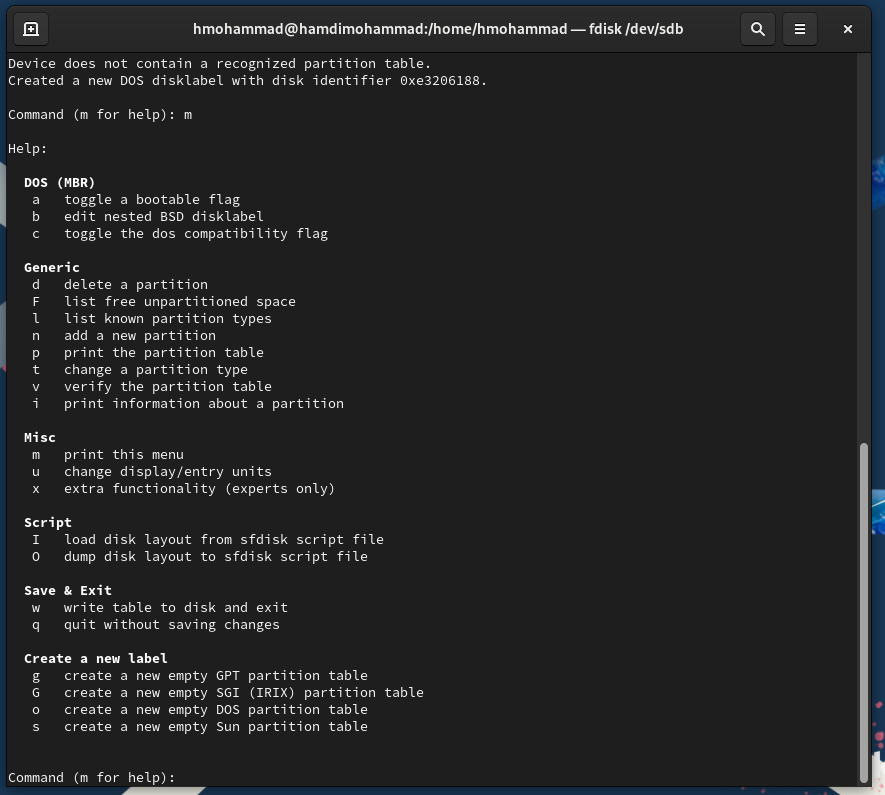 hmohammad@hamdimohammad:/home/hmohammad — fdisk /dev/sdb
Device does not contain a recognized partition table.
Created a new DOS disklabel with disk identifier 0xe3206188.
Command (m for help): m
Help:
DOS (MBR)
a toggle a bootable flag
b edit nested BSD disklabel
c toggle the dos compatibility flag
Generic
d delete a partition
F list free unpartitioned space
l list known partition types
n add a new partition
p print the partition table
t change a partition type
v verify the partition table
i print information about a partition
Misc
m print this menu
u change display/entry units
x extra functionality (experts only)
Script
I load disk layout from sfdisk script file
O dump disk layout to sfdisk script file
Save & Exit
w write table to disk and exit
q quit without saving changes
Create a new label
g create a new empty GPT partition table
G create a new empty SGI (IRIX) partition table
o create a new empty DOS partition table
s create a new empty Sun partition table
Command (m for help):